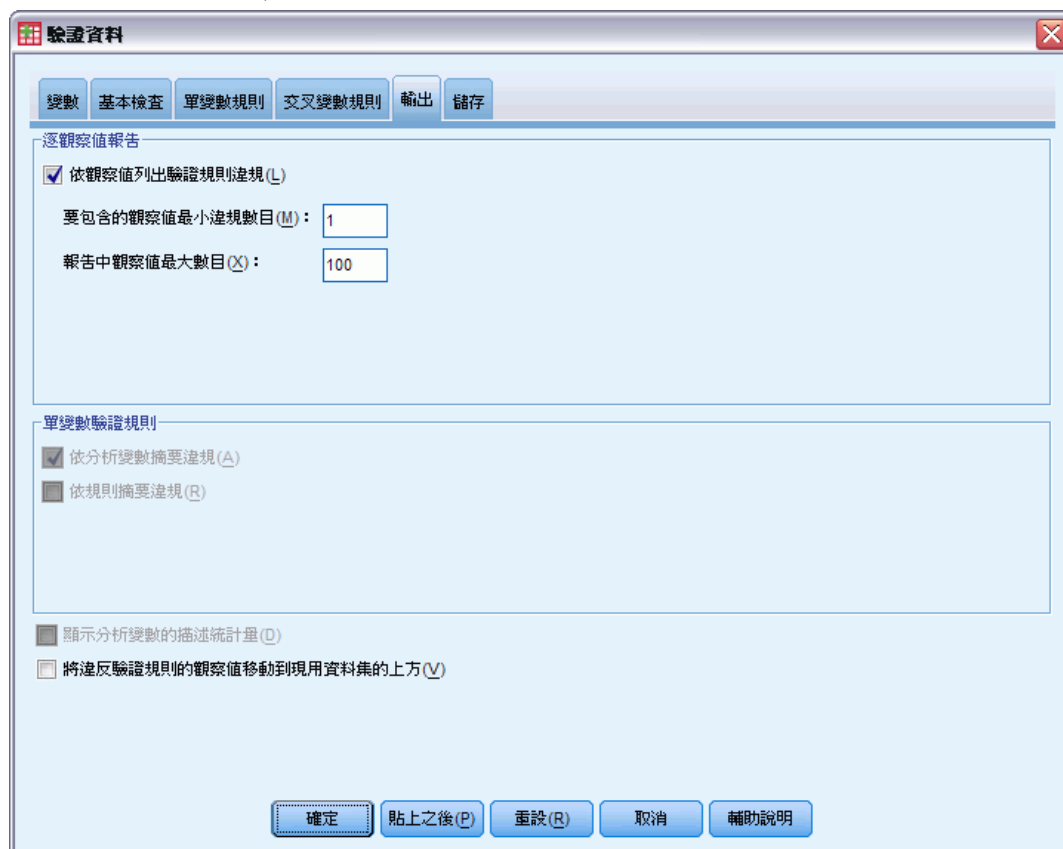 驗證資料
變數 基本檢查 單變數規則 交叉變數規則 輸出 儲存
逐觀察值報告
依觀察值列出驗證規則違規(L)
要包含的觀察值最小違規數目(M)： 1
報告中觀察值最大數目(X)： 100
單變數驗證規則
依分析變數摘要違規(A)
依規則摘要違規(R)
顯示分析變數的描述統計量(D)
將違反驗證規則的觀察值移動到現用資料集的上方(V)
確定 貼上之後(P) 重設(R) 取消 輔助說明